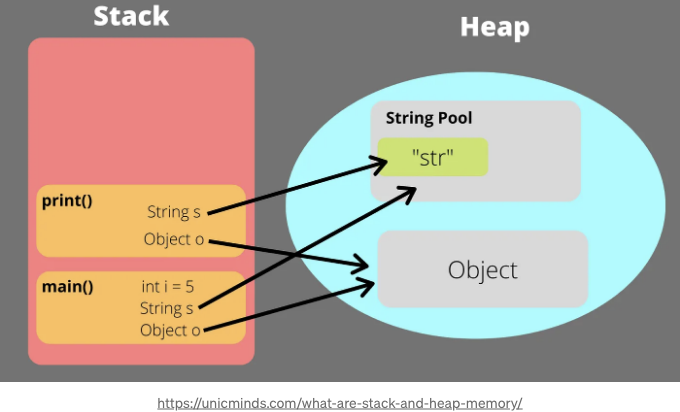 Stack
Heap
String Pool
"str"
print()
String s
Object o
Object
main()
int i = 5
String s
Object o
https://unicminds.com/what-are-stack-and-heap-memory/